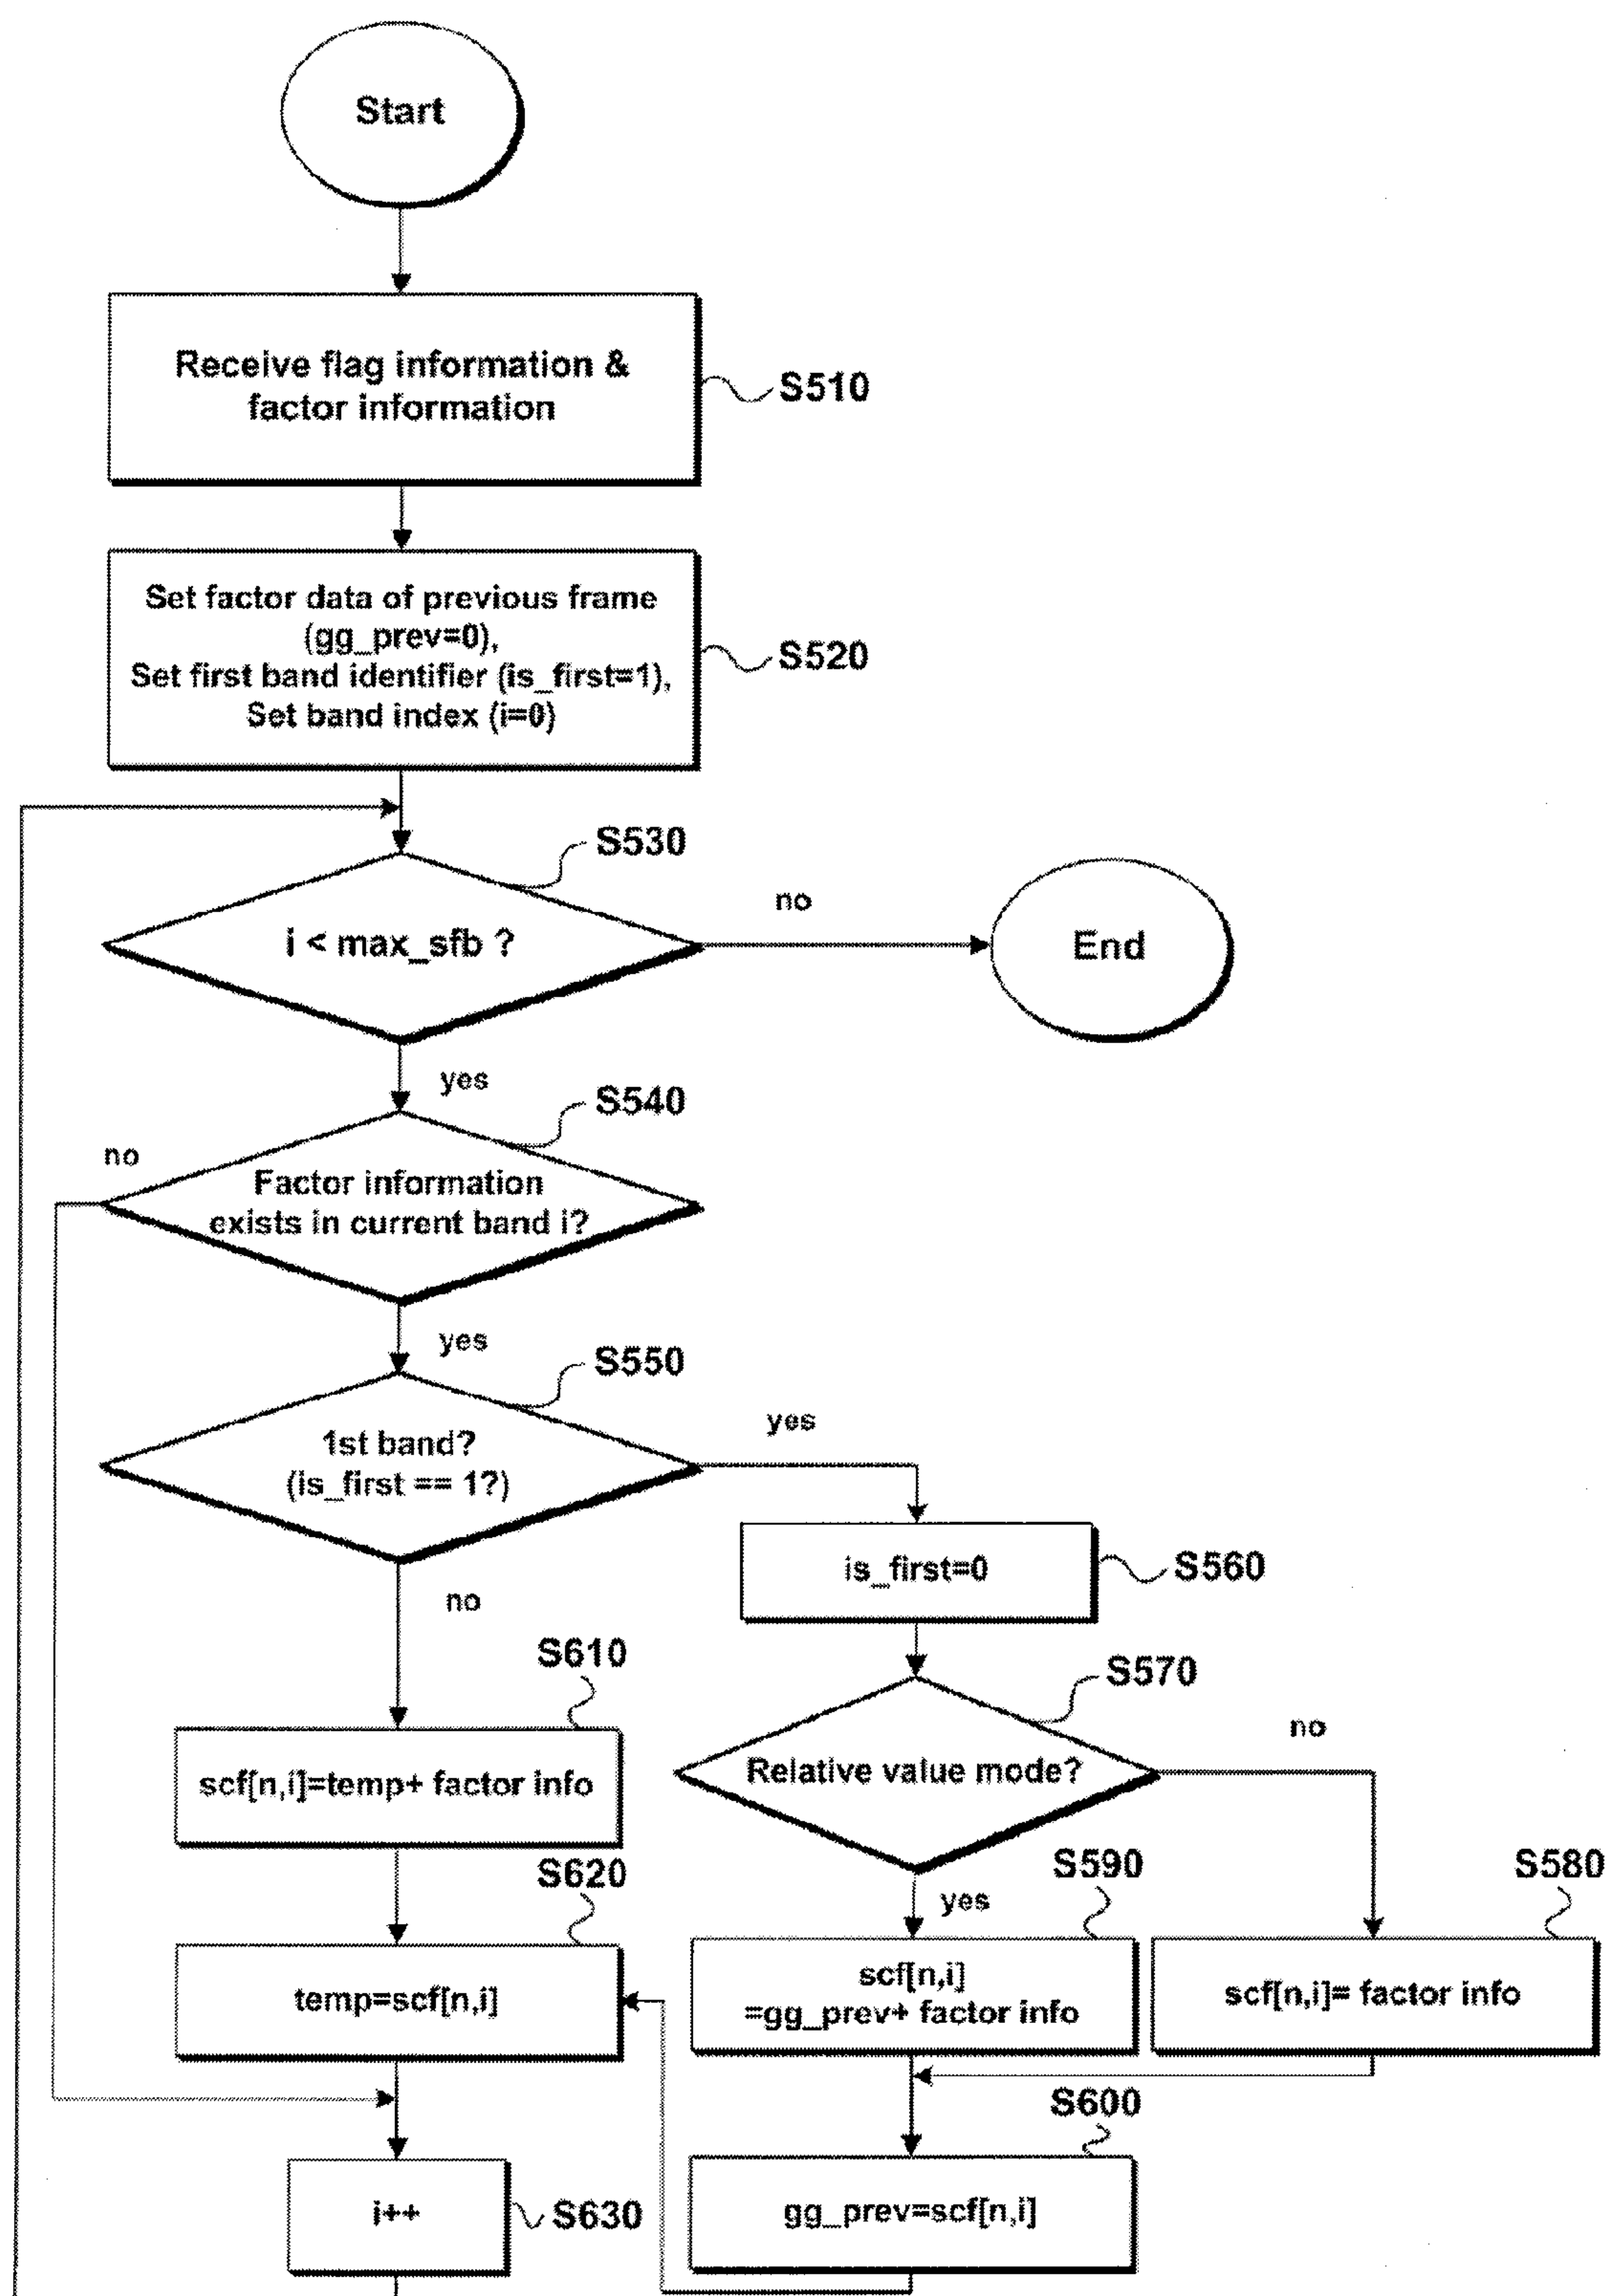 Start
Receive flag information &
factor information
S510
Set factor data of previous frame
(gg_prev=0),
Set first band identifier (is_first=1),
Set band index (i=0)
S520
S530
i < max_sfb ?
no
End
yes
S540
no
Factor information
exists in current band i?
yes
S550
1st band?
(is_first == 1?)
yes
is_first=0
S560
no
S610
S570
scf[n,i]=temp+ factor info
Relative value mode?
no
S620
S590
S580
yes
temp=scf[n,i]
scf[n,i]
=gg_prev+ factor info
scf[n,i]= factor info
S600
i++
S630
gg_prev=scf[n,i]